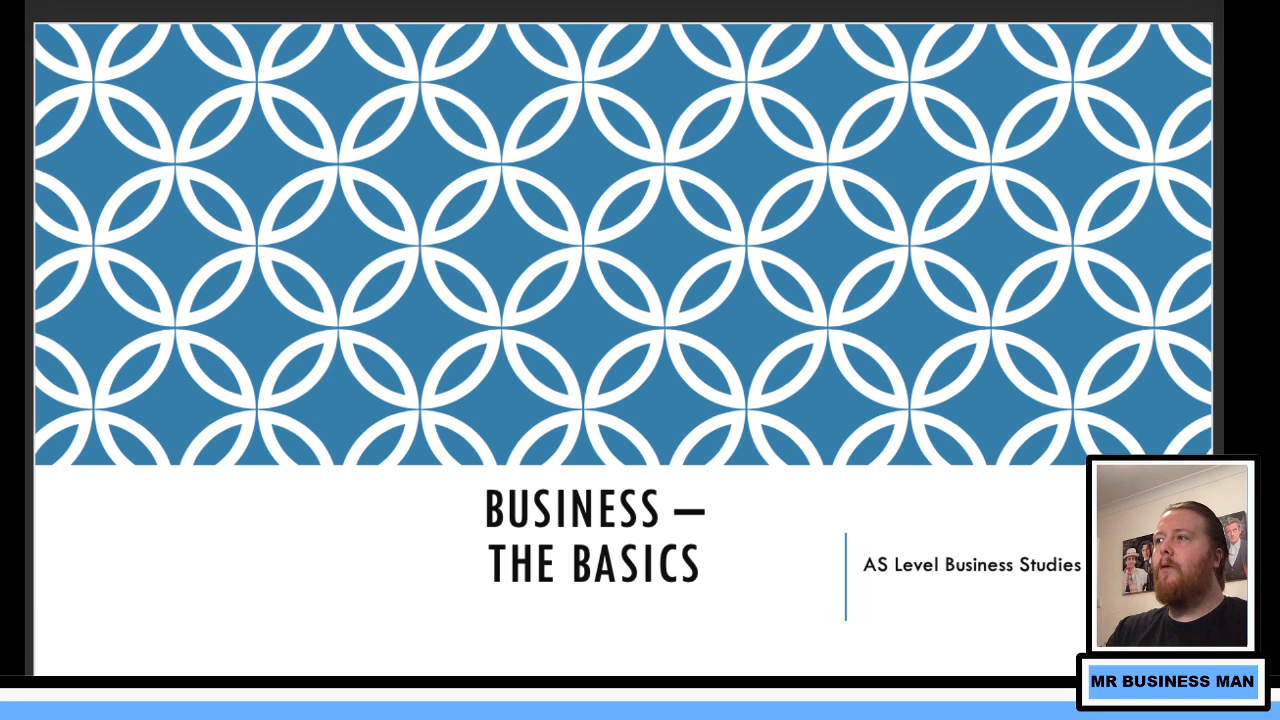 BUSINESS –
THE BASICS
AS Level Business Studies
MR BUSINESS MAN